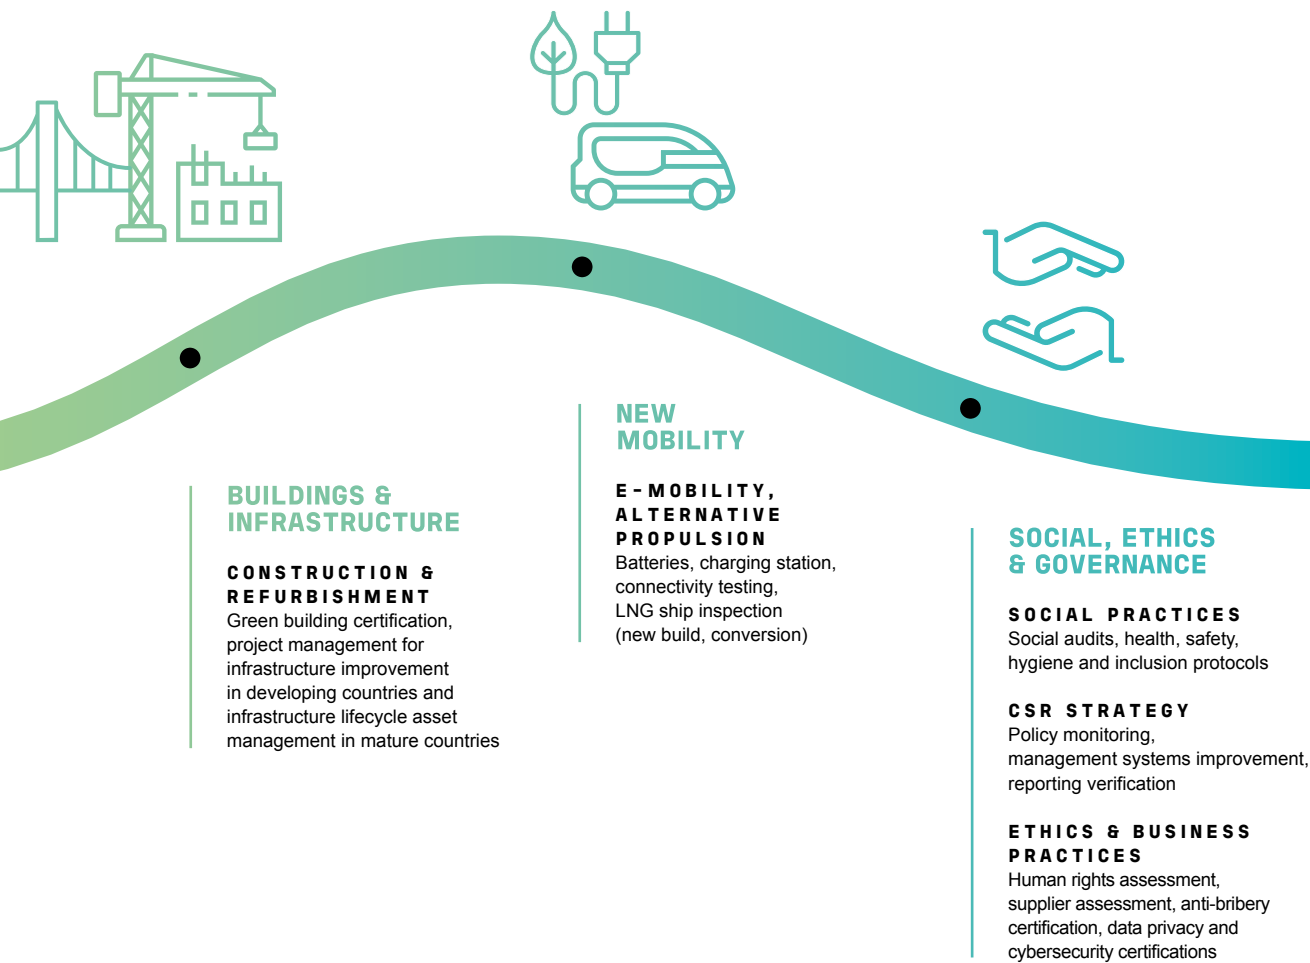 BUILDINGS &
INFRASTRUCTURE
CONSTRUCTION &
REFURBISHMENT
Green building certification,
project management for
infrastructure improvement
in developing countries and
infrastructure lifecycle asset
management in mature countries
NEW
MOBILITY
E-MOBILITY,
ALTERNATIVE
PROPULSION
Batteries, charging station,
connectivity testing,
LNG ship inspection
(new build, conversion)
SOCIAL, ETHICS
& GOVERNANCE
SOCIAL PRACTICES
Social audits, health, safety,
hygiene and inclusion protocols
CSR STRATEGY
Policy monitoring,
management systems improvement,
reporting verification
ETHICS & BUSINESS
PRACTICES
Human rights assessment,
supplier assessment, anti-bribery
certification, data privacy and
cybersecurity certifications